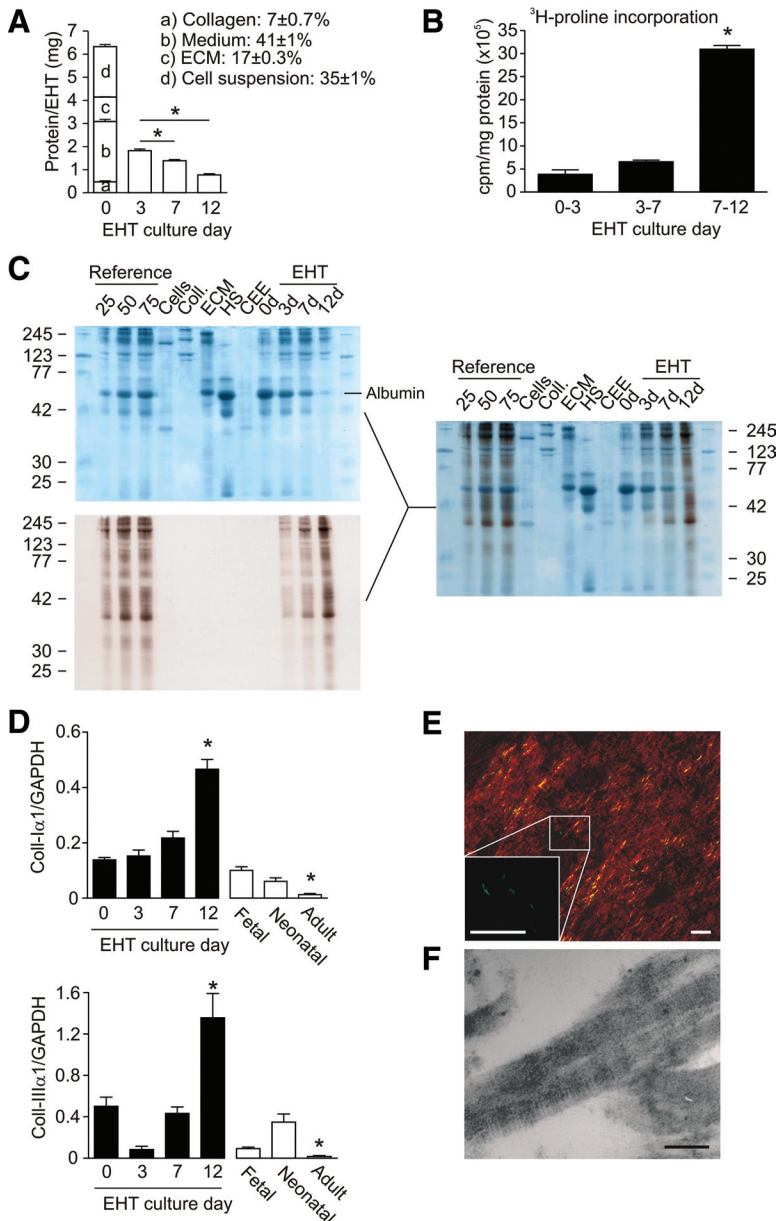 A
a) Collagen: 7±0.7%
b) Medium: 41±1%
c) ECM: 17±0.3%
d) Cell suspension: 35±1%
Protein/EHT (mg)
7
6
5
4
3
2
1
0
d
c
b
a
*
*
0 3 7 12
EHT culture day
B
³H-proline incorporation
cpm/mg protein (x10⁵)
35
30
25
20
15
10
5
0
*
0-3 3-7 7-12
EHT culture day
C
Reference EHT
25 50 75 Cells Coll. ECM HS CEE 0d 3d 7d 12d
245
123
77
42
30
25
Albumin
245
123
77
42
30
25
Reference EHT
25 50 75 Cells Coll. ECM HS CEE 0d 3d 7d 12d
245
123
77
42
30
25
D
Coll-Iα1/GAPDH
0.6
0.4
0.2
0
*
*
0 3 7 12 Fetal Neonatal Adult
EHT culture day
Coll-IIIα1/GAPDH
1.6
1.2
0.8
0.4
0
*
*
0 3 7 12 Fetal Neonatal Adult
EHT culture day
E
F